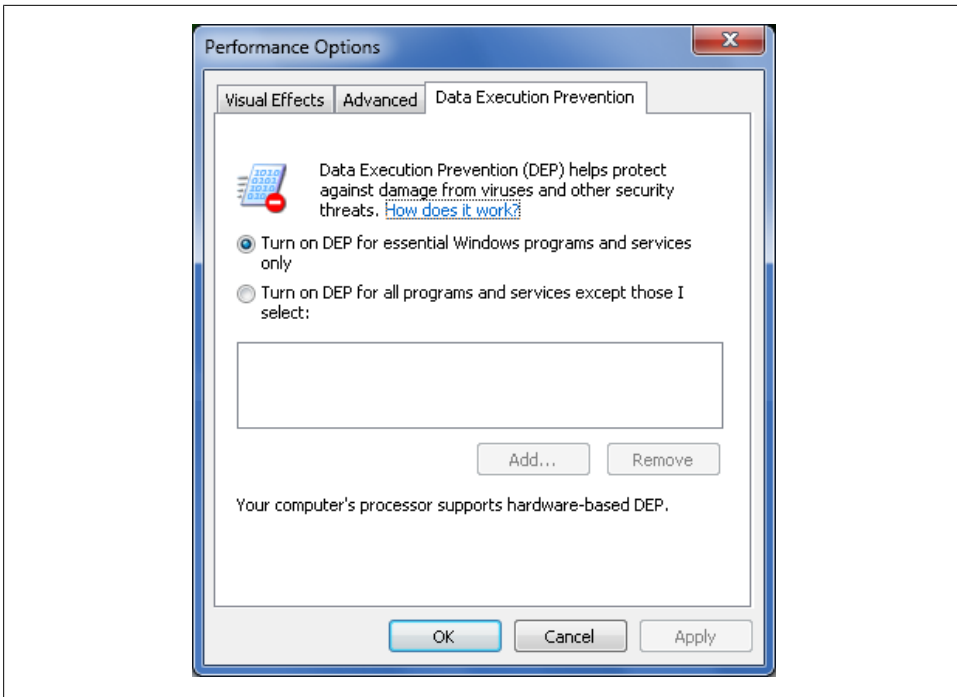 Performance Options
Visual Effects
Advanced
Data Execution Prevention
Data Execution Prevention (DEP) helps protect
against damage from viruses and other security
threats. How does it work?
Turn on DEP for essential Windows programs and services
only
Turn on DEP for all programs and services except those I
select:
Add...
Remove
Your computer's processor supports hardware-based DEP.
OK
Cancel
Apply